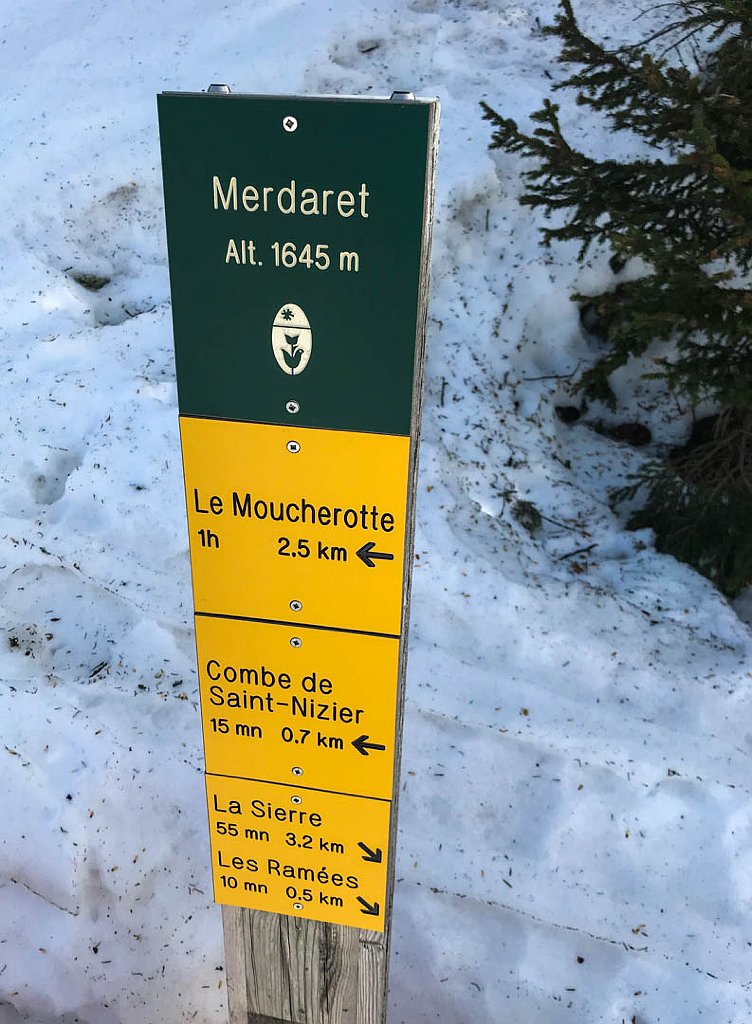 Merdaret
Alt. 1645 m
Le Moucherotte
1h 2.5 km ←
Combe de
Saint-Nizier
15 mn 0.7 km ←
La Sierre
55 mn 3.2 km ↘
Les Ramées
10 mn 0,5 km ↘